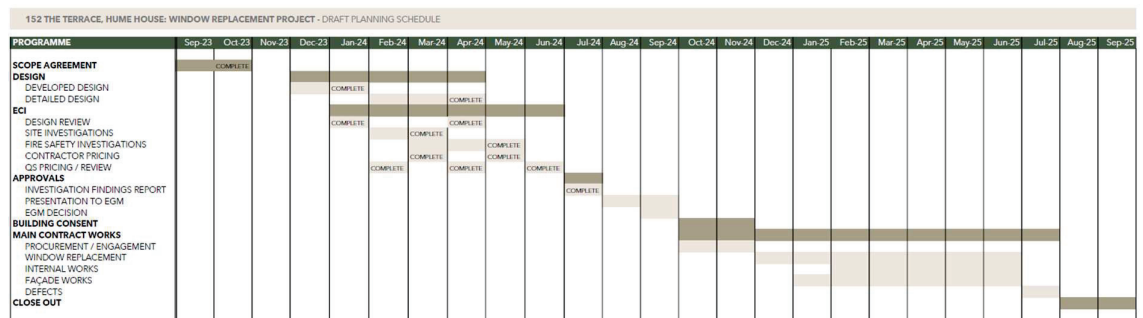 152 THE TERRACE, HUME HOUSE: WINDOW REPLACEMENT PROJECT - DRAFT PLANNING SCHEDULE
PROGRAMME Sep-23 Oct-23 Nov-23 Dec-23 Jan-24 Feb-24 Mar-24 Apr-24 May-24 Jun-24 Jul-24 Aug-24 Sep-24 Oct-24 Nov-24 Dec-24 Jan-25 Feb-25 Mar-25 Apr-25 May-25 Jun-25 Jul-25 Aug-25 Sep-25
SCOPE AGREEMENT COMPLETE
DESIGN
DEVELOPED DESIGN COMPLETE
DETAILED DESIGN COMPLETE
ECI
DESIGN REVIEW COMPLETE COMPLETE
SITE INVESTIGATIONS COMPLETE
FIRE SAFETY INVESTIGATIONS COMPLETE
CONTRACTOR PRICING COMPLETE COMPLETE
QS PRICING / REVIEW COMPLETE COMPLETE COMPLETE
APPROVALS
INVESTIGATION FINDINGS REPORT COMPLETE
PRESENTATION TO EGM
EGM DECISION
BUILDING CONSENT
MAIN CONTRACT WORKS
PROCUREMENT / ENGAGEMENT
WINDOW REPLACEMENT
INTERNAL WORKS
FAÇADE WORKS
DEFECTS
CLOSE OUT